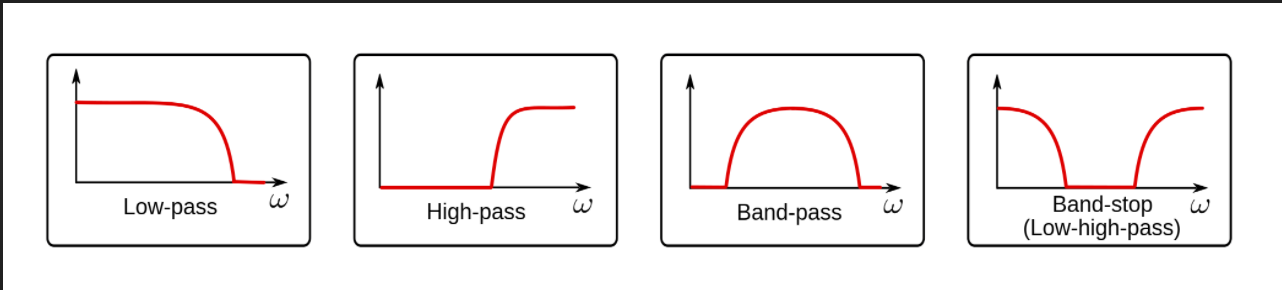 Low-pass
ω
High-pass
ω
Band-pass
ω
Band-stop
(Low-high-pass)
ω